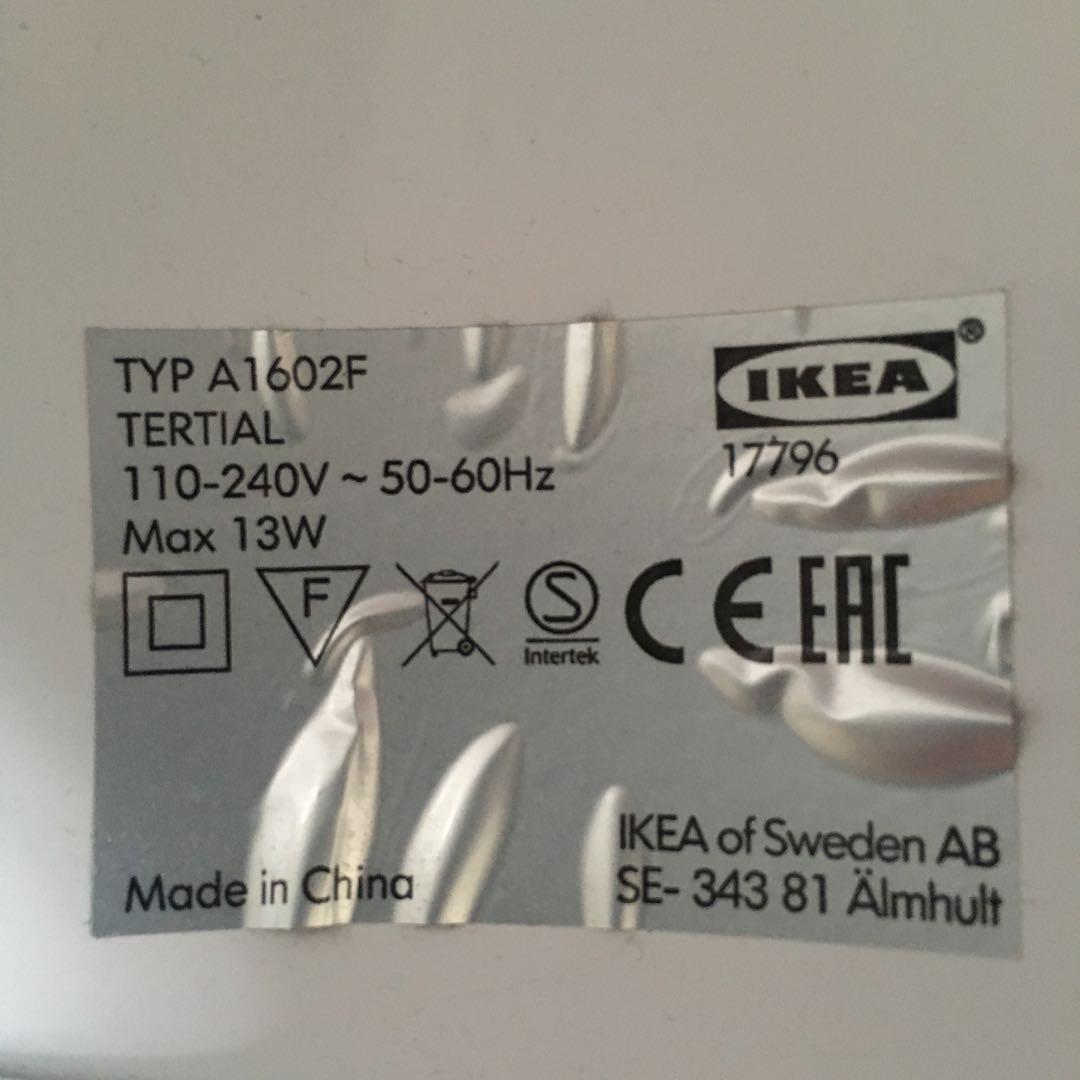 TYP A1602F
TERTIAL
110-240V ~ 50-60Hz
Max 13W
IKEA®
17796
F
S
Intertek
CE
EAC
Made in China
IKEA of Sweden AB
SE- 343 81 Älmhult